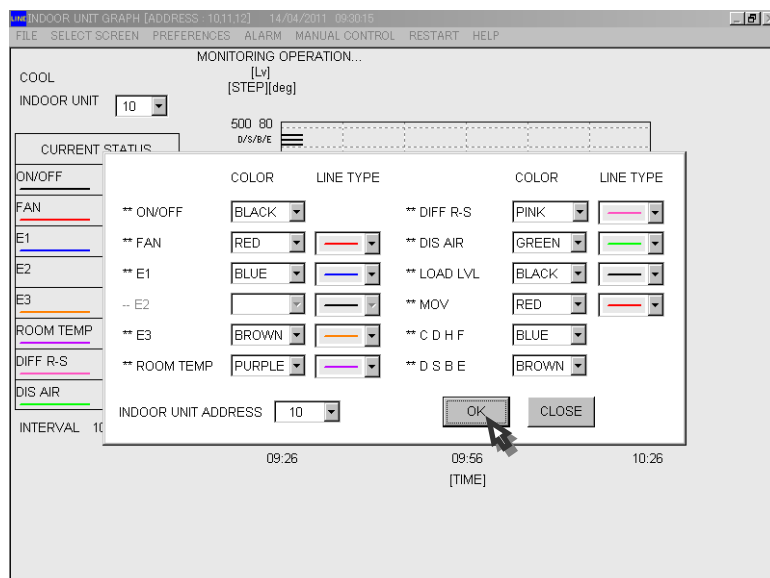 LINE INDOOR UNIT GRAPH [ADDRESS : 10,11,12] 14/04/2011 09:30:15
FILE SELECT SCREEN PREFERENCES ALARM MANUAL CONTROL RESTART HELP
MONITORING OPERATION...
COOL
[Lv]
[STEP][deg]
INDOOR UNIT 10
500 80
D/S/B/E
CURRENT STATUS
ON/OFF
FAN
E1
E2
E3
ROOM TEMP
DIFF R-S
DIS AIR
INTERVAL 10
COLOR LINE TYPE COLOR LINE TYPE
** ON/OFF BLACK ** DIFF R-S PINK
** FAN RED ** DIS AIR GREEN
** E1 BLUE ** LOAD LVL BLACK
-- E2 ** MOV RED
** E3 BROWN ** C D H F BLUE
** ROOM TEMP PURPLE ** D S B E BROWN
INDOOR UNIT ADDRESS 10 OK CLOSE
09:26 09:56 10:26
[TIME]